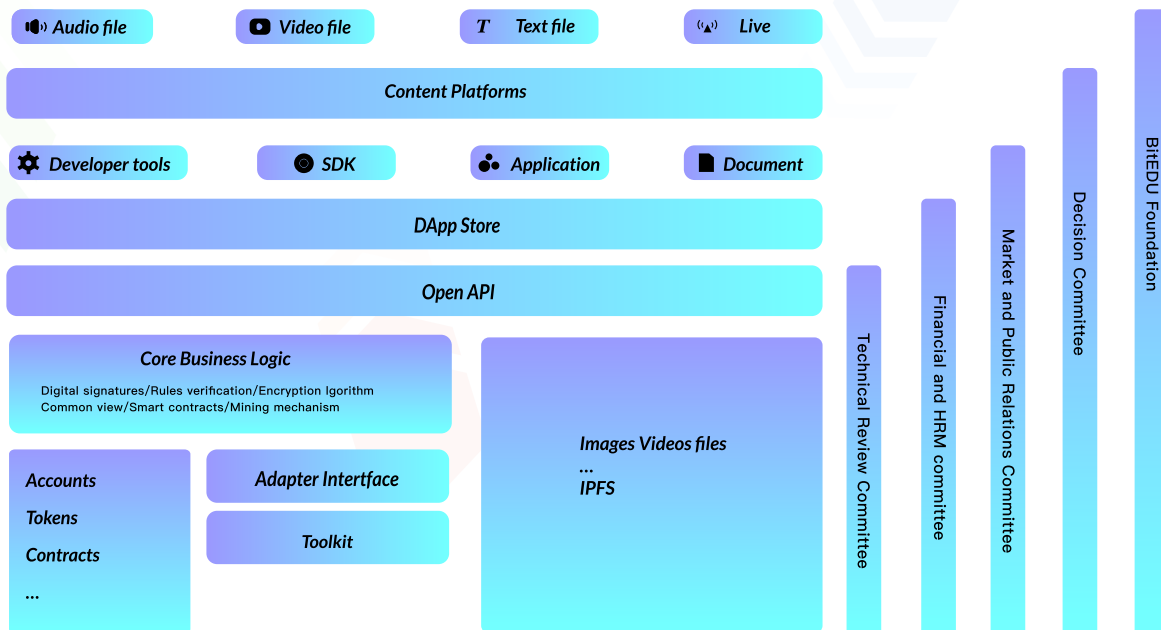 Audio file
Video file
Text file
Live
Content Platforms
Developer tools
SDK
Application
Document
DApp Store
Open API
Core Business Logic
Digital signatures/Rules verification/Encryption lgorithm
Common view/Smart contracts/Mining mechanism
Accounts
Tokens
Contracts
...
Adapter Intertface
Toolkit
Images Videos files
...
IPFS
Technical Review Committee
Financial and HRM committee
Market and Public Relations Committee
Decision Committee
BitEDU Foundation